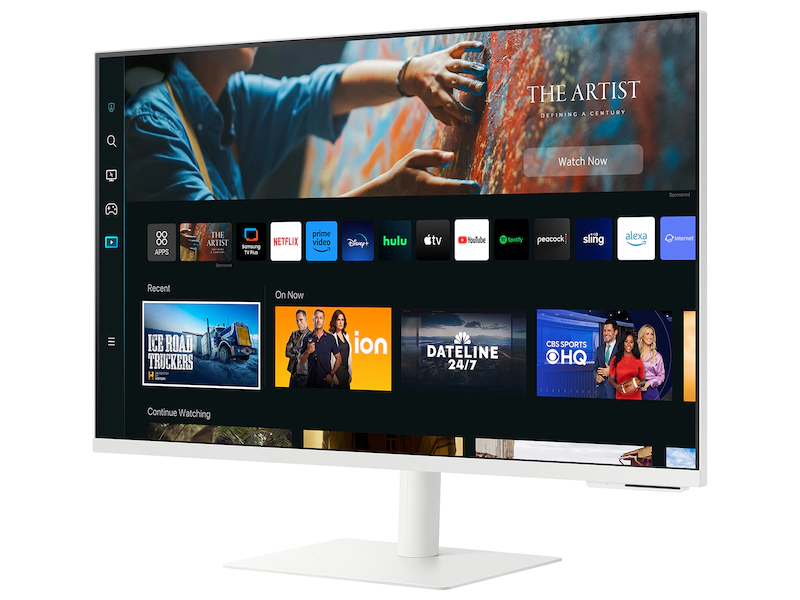 THE ARTIST
DEFINING A CENTURY
Watch Now
Sponsored
APPS
THE
ARTIST
Samsung
TV Plus
NETFLIX
prime
video
Disney+
hulu
tv
YouTube
Spotify
peacock
sling
alexa
Internet
Sponsored
Recent
On Now
ICE ROAD
TRUCKERS
H
ion
DATELINE
24/7
CBS SPORTS
HQ
Continue Watching